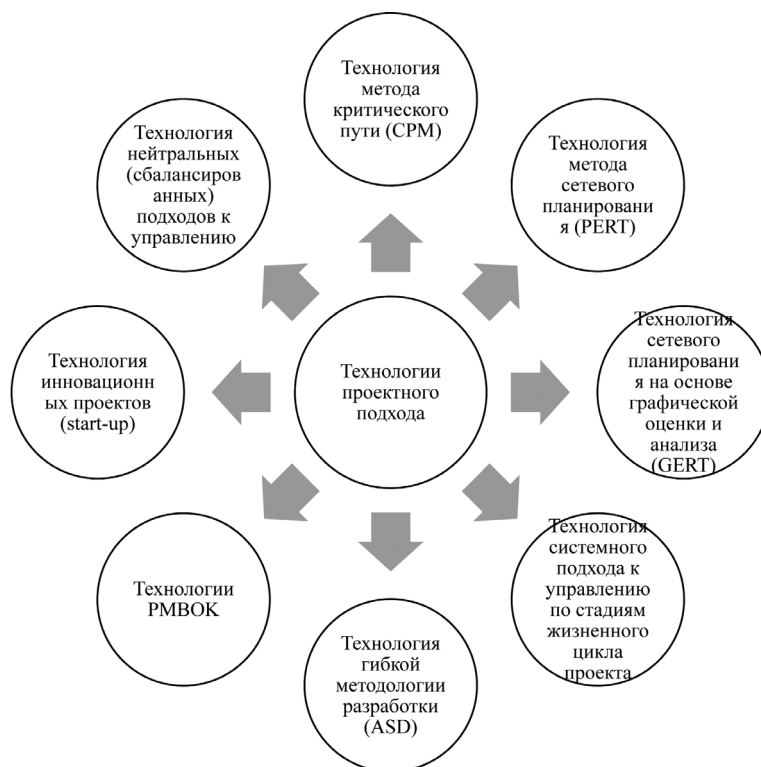 Технология
метода
критического
пути (CPM)
Технология
метода
сетевого
планировани
я (PERT)
Технология
сетевого
планировани
я на основе
графической
оценки и
анализа
(GERT)
Технология
системного
подхода к
управлению
по стадиям
жизненного
цикла
проекта
Технология
гибкой
методологии
разработки
(ASD)
Технологии
PMBOK
Технология
инновационн
ых проектов
(start-up)
Технология
нейтральных
(сбалансиров
анных)
подходов к
управлению
Технологии
проектного
подхода